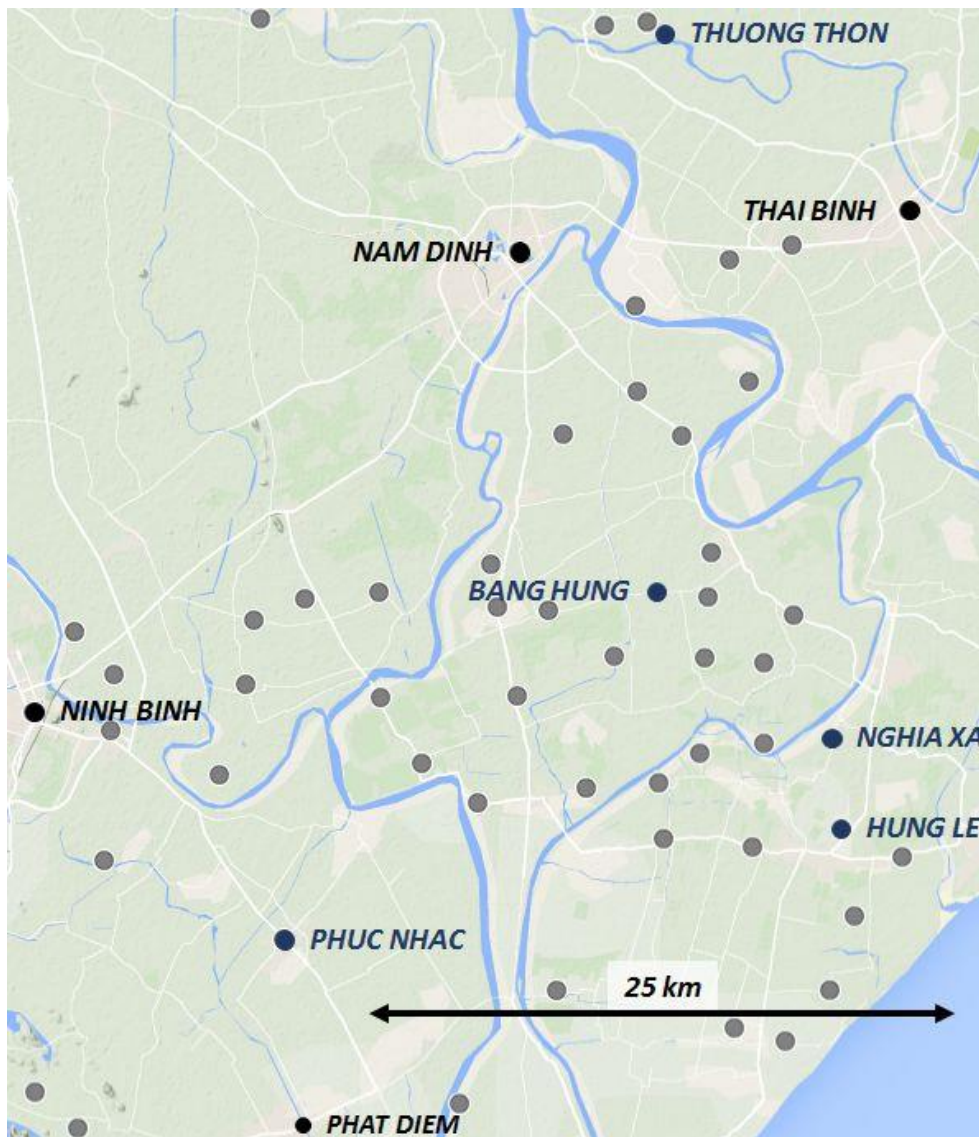 THUONG THON
THAI BINH
NAM DINH
BANG HUNG
NINH BINH
NGHIA XA
HUNG LE
PHUC NHAC
25 km
PHAT DIEM